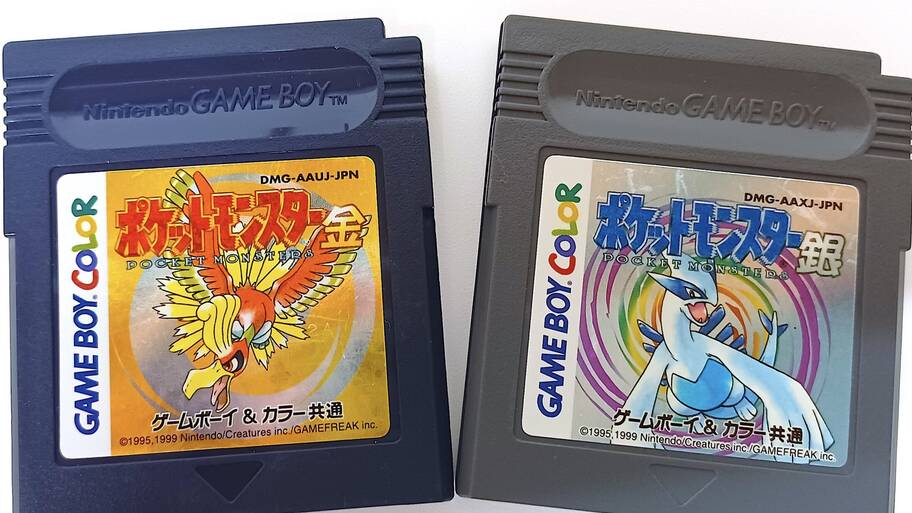 Nintendo GAME BOY TM
DMG-AAUJ-JPN
ポケットモンスター金
POCKET MONSTERS
GAME BOY COLOR
ゲームボーイ & カラー共通
©1995,1999 Nintendo/Creatures inc./GAMEFREAK inc.
Nintendo GAME BOY TM
DMG-AAXJ-JPN
ポケットモンスター銀
POCKET MONSTERS
GAME BOY COLOR
ゲームボーイ & カラー共通
©1995,1999 Nintendo/Creatures inc./GAMEFREAK inc.